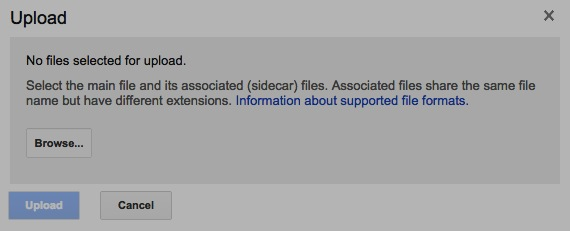 Upload
No files selected for upload.
Select the main file and its associated (sidecar) files. Associated files share the same file
name but have different extensions. Information about supported file formats.
Browse...
Upload
Cancel